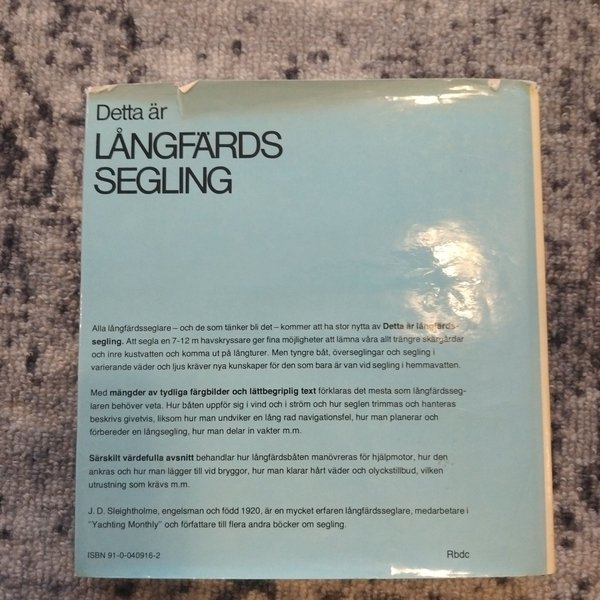 Detta är
LÅNGFÄRDS
SEGLING
Alla långfärdsseglare – och de som tänker bli det – kommer att ha stor nytta av Detta är långfärds-
segling. Att segla en 7-12 m havskryssare ger fina möjligheter att lämna våra allt trängre skärgårdar
och inre kustvatten och komma ut på långturer. Men tyngre båt, överseglingar och segling i
varierande väder och ljus kräver nya kunskaper för den som bara är van vid segling i hemmavatten.
Med mängder av tydliga färgbilder och lättbegriplig text förklaras det mesta som långfärdsseg-
laren behöver veta. Hur båten uppför sig i vind och i ström och hur seglen trimmas och hanteras
beskrivs givetvis, liksom hur man undviker en lång rad navigationsfel, hur man planerar och
förbereder en långsegling, hur man delar in vakter m.m.
Särskilt värdefulla avsnitt behandlar hur långfärdsbåten manövreras för hjälpmotor, hur den
ankras och hur man lägger till vid bryggor, hur man klarar hårt väder och olyckstillbud, vilken
utrustning som krävs m.m.
J. D. Sleightholme, engelsman och född 1920, är en mycket erfaren långfärdsseglare, medarbetare i
"Yachting Monthly" och författare till flera andra böcker om segling.
ISBN 91-0-040916-2
Rbdc